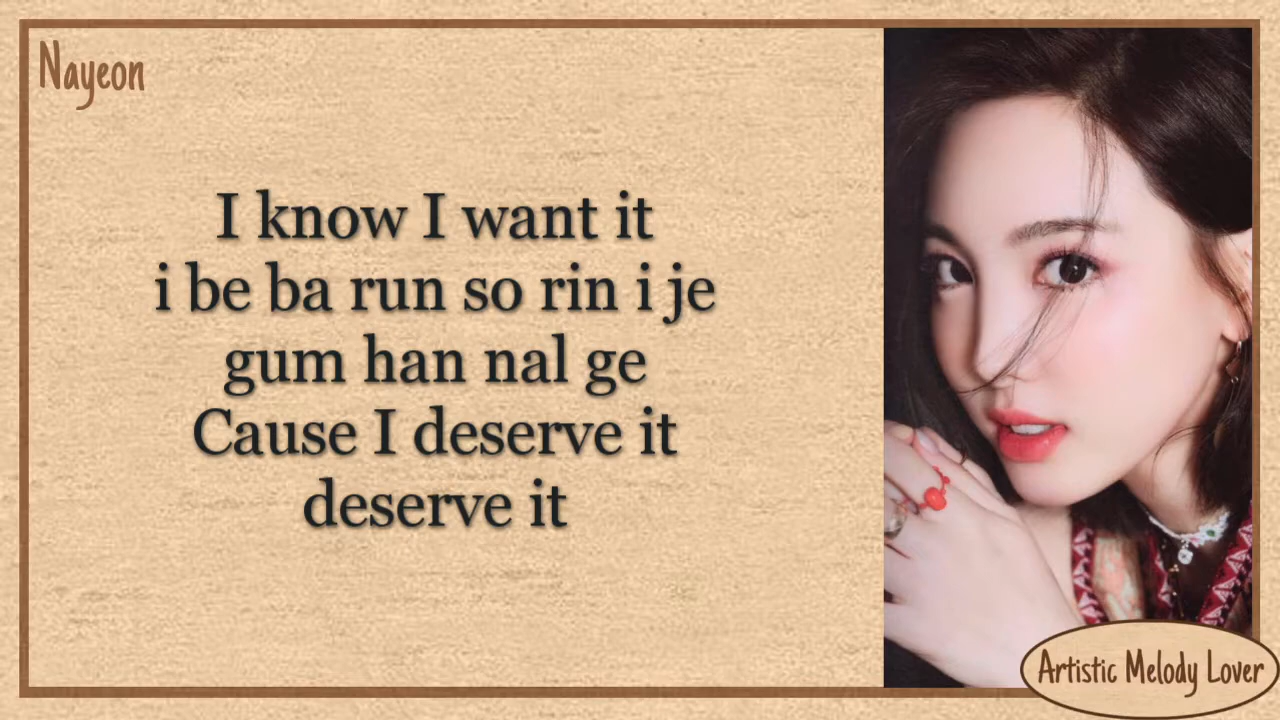 Nayeon
I know I want it
i be ba run so rin i je
gum han nal ge
Cause I deserve it
deserve it
Artistic Melody Lover